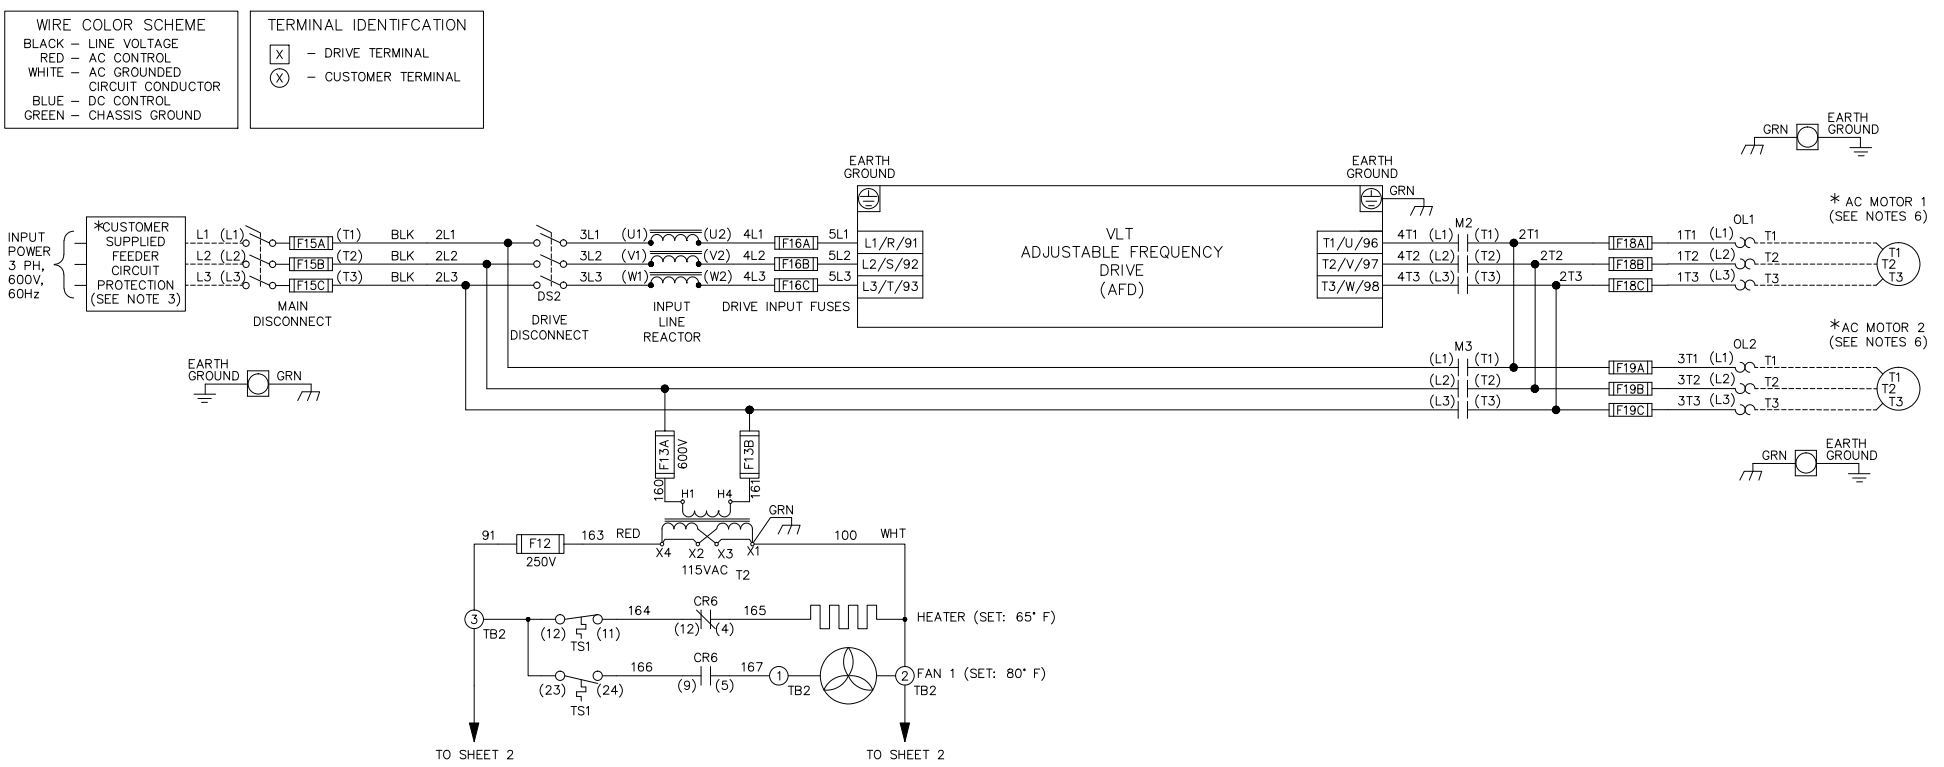 WIRE COLOR SCHEME
BLACK – LINE VOLTAGE
RED – AC CONTROL
WHITE – AC GROUNDED
CIRCUIT CONDUCTOR
BLUE – DC CONTROL
GREEN – CHASSIS GROUND
TERMINAL IDENTIFCATION
X – DRIVE TERMINAL
X – CUSTOMER TERMINAL
GRN
EARTH
GROUND
INPUT
POWER
3 PH,
600V,
60Hz
*CUSTOMER
SUPPLIED
FEEDER
CIRCUIT
PROTECTION
(SEE NOTE 3)
L1 (L1) F15A (T1) BLK 2L1
L2 (L2) F15B (T2) BLK 2L2
L3 (L3) F15C (T3) BLK 2L3
MAIN
DISCONNECT
3L1 (U1) (U2) 4L1 F16A 5L1
3L2 (V1) (V2) 4L2 F16B 5L2
3L3 (W1) (W2) 4L3 F16C 5L3
DS2
DRIVE
DISCONNECT
INPUT
LINE
REACTOR
DRIVE INPUT FUSES
EARTH
GROUND
L1/R/91
L2/S/92
L3/T/93
VLT
ADJUSTABLE FREQUENCY
DRIVE
(AFD)
EARTH
GROUND
GRN
T1/U/96
T2/V/97
T3/W/98
M2
4T1 (L1) (T1) 2T1 F18A 1T1 (L1) T1
4T2 (L2) (T2) 2T2 F18B 1T2 (L2) T2
4T3 (L3) (T3) 2T3 F18C 1T3 (L3) T3
OL1
* AC MOTOR 1
(SEE NOTES 6)
T1
T2
T3
M3
(L1) (T1) F19A 3T1 (L1) T1
(L2) (T2) F19B 3T2 (L2) T2
(L3) (T3) F19C 3T3 (L3) T3
OL2
* AC MOTOR 2
(SEE NOTES 6)
T1
T2
T3
EARTH
GROUND
GRN
GRN
EARTH
GROUND
F13A
600V
F13B
160
161
H1 H4
GRN
91 F12 163 RED
250V
X4 X2 X3 X1
100 WHT
115VAC T2
3
TB2
(12) (11)
TS1
164
CR6
(12) (4)
165
HEATER (SET: 65° F)
(23) (24)
TS1
166
CR6
(9) (5)
167
1
TB2
2
TB2
FAN 1 (SET: 80° F)
TO SHEET 2
TO SHEET 2